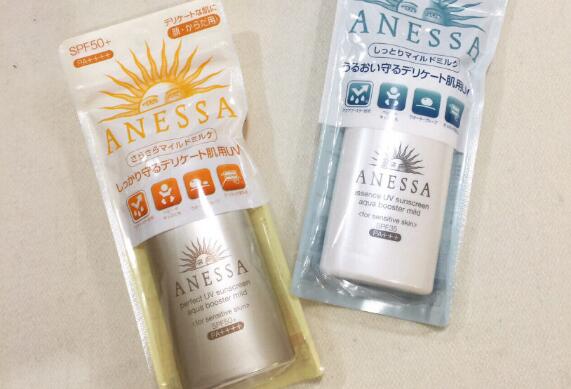 デリケートな肌に
顔・からだ用
SPF50+
PA++++
ANESSA
さらさらマイルドミルク
しっかり守るデリケート肌用UV
ANESSA
perfect UV sunscreen
aqua booster mild
<for sensitive skin>
SPF50+
PA++++
ANESSA
しっとりマイルドミルク
うるおい守るデリケート肌用UV
ANESSA
essence UV sunscreen
aqua booster mild
<for sensitive skin>
SPF35
PA+++